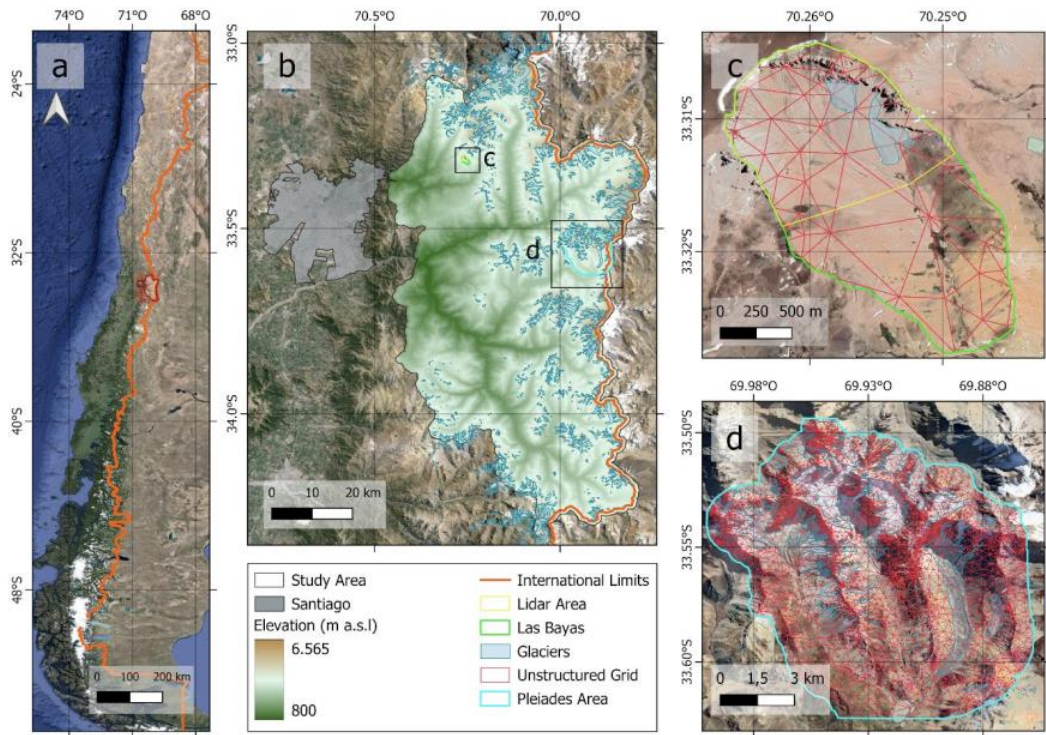 74°O 71°O 68°O
a
24°S
32°S
40°S
48°S
0 100 200 km
70.5°O 70.0°O
b
33.0°S
33.5°S
34.0°S
c
d
0 10 20 km
Study Area
Santiago
Elevation (m a.s.l)
6.565
800
International Limits
Lidar Area
Las Bayas
Glaciers
Unstructured Grid
Pleiades Area
70.26°O 70.25°O
c
33.31°S
33.32°S
0 250 500 m
69.98°O 69.93°O 69.88°O
d
33.50°S
33.55°S
33.60°S
0 1,5 3 km